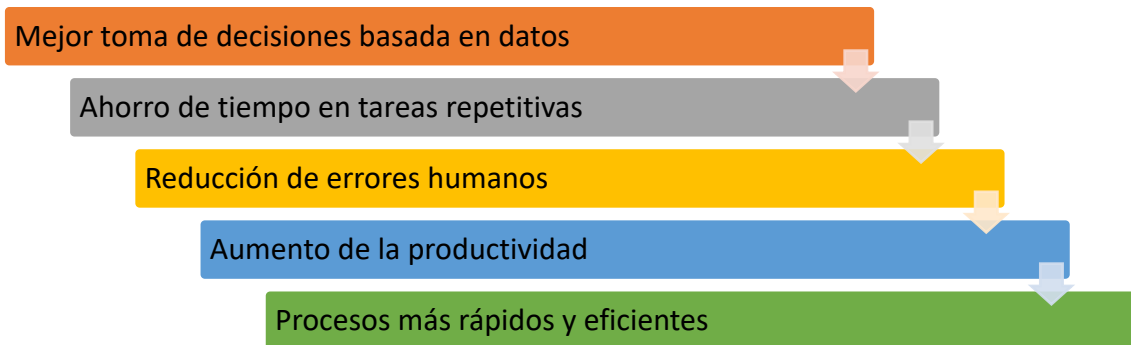 Mejor toma de decisiones basada en datos
Ahorro de tiempo en tareas repetitivas
Reducción de errores humanos
Aumento de la productividad
Procesos más rápidos y eficientes